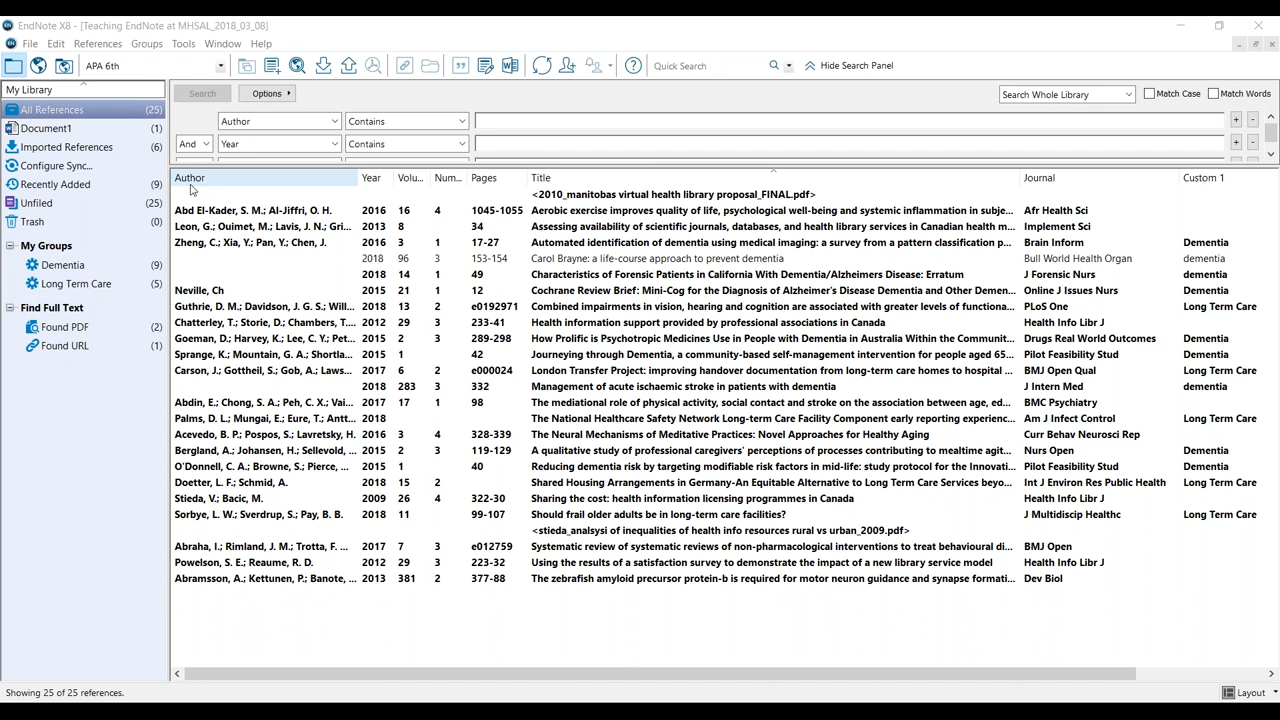 EndNote X8 - [Teaching EndNote at MHSAL_2018_03_08]
File Edit References Groups Tools Window Help
APA 6th Quick Search Hide Search Panel
My Library
All References (25)
Document1 (1)
Imported References (6)
Configure Sync...
Recently Added (9)
Unfiled (25)
Trash (1)
My Groups
Dementia (9)
Long Term Care (5)
Find Full Text
Found PDF (2)
Found URL (1)
Search Options Search Whole Library Match Case Match Words
Author Contains + -
And Year Contains + -
Author Year Volu... Num... Pages Title Journal Custom 1
<2010_manitobas virtual health library proposal_FINAL.pdf>
Abd El-Kader, S. M.; Al-Jiffri, O. H. 2016 16 4 1045-1055 Aerobic exercise improves quality of life, psychological well-being and systemic inflammation in subje... Afr Health Sci
Leon, G.; Ouimet, M.; Lavis, J. N.; Gri... 2013 8 34 Assessing availability of scientific journals, databases, and health library services in Canadian health m... Implement Sci
Zheng, C.; Xia, Y.; Pan, Y.; Chen, J. 2016 3 1 17-27 Automated identification of dementia using medical imaging: a survey from a pattern classification p... Brain Inform Dementia
2018 96 3 153-154 Carol Brayne: a life-course approach to prevent dementia Bull World Health Organ dementia
2018 14 1 49 Characteristics of Forensic Patients in California With Dementia/Alzheimers Disease: Erratum J Forensic Nurs dementia
Neville, Ch 2015 21 1 12 Cochrane Review Brief: Mini-Cog for the Diagnosis of Alzheimer's Disease Dementia and Other Demen... Online J Issues Nurs Dementia
Guthrie, D. M.; Davidson, J. G. S.; Will... 2018 13 2 e0192971 Combined impairments in vision, hearing and cognition are associated with greater levels of functiona... PLoS One Long Term Care
Chatterley, T.; Storie, D.; Chambers, T.... 2012 29 3 233-41 Health information support provided by professional associations in Canada Health Info Libr J
Goeman, D.; Harvey, K.; Lee, C. Y.; Pet... 2015 2 3 289-298 How Prolific is Psychotropic Medicines Use in People with Dementia in Australia Within the Communit... Drugs Real World Outcomes Dementia
Sprange, K.; Mountain, G. A.; Shortla... 2015 1 42 Journeying through Dementia, a community-based self-management intervention for people aged 65... Pilot Feasibility Stud Dementia
Carson, J.; Gottheil, S.; Gob, A.; Laws... 2017 6 2 e000024 London Transfer Project: improving handover documentation from long-term care homes to hospital ... BMJ Open Qual Long Term Care
2018 283 3 332 Management of acute ischaemic stroke in patients with dementia J Intern Med dementia
Abdin, E.; Chong, S. A.; Peh, C. X.; Vai... 2017 17 1 98 The mediational role of physical activity, social contact and stroke on the association between age, ed... BMC Psychiatry
Palms, D. L.; Mungai, E.; Eure, T.; Antt... 2018 The National Healthcare Safety Network Long-term Care Facility Component early reporting experienc... Am J Infect Control Long Term Care
Acevedo, B. P.; Pospos, S.; Lavretsky, H. 2016 3 4 328-339 The Neural Mechanisms of Meditative Practices: Novel Approaches for Healthy Aging Curr Behav Neurosci Rep
Bergland, A.; Johansen, H.; Sellevold, ... 2015 2 3 119-129 A qualitative study of professional caregivers' perceptions of processes contributing to mealtime agit... Nurs Open Dementia
O'Donnell, C. A.; Browne, S.; Pierce, ... 2015 1 40 Reducing dementia risk by targeting modifiable risk factors in mid-life: study protocol for the Innovati... Pilot Feasibility Stud Dementia
Doetter, L. F.; Schmid, A. 2018 15 2 Shared Housing Arrangements in Germany-An Equitable Alternative to Long Term Care Services beyo... Int J Environ Res Public Health Long Term Care
Stieda, V.; Bacic, M. 2009 26 4 322-30 Sharing the cost: health information licensing programmes in Canada Health Info Libr J
Sorbye, L. W.; Sverdrup, S.; Pay, B. B. 2018 11 99-107 Should frail older adults be in long-term care facilities? J Multidiscip Healthc Long Term Care
<stieda_analsysi of inequalities of health info resources rural vs urban_2009.pdf>
Abraha, I.; Rimland, J. M.; Trotta, F. ... 2017 7 3 e012759 Systematic review of systematic reviews of non-pharmacological interventions to treat behavioural di... BMJ Open
Powelson, S. E.; Reaume, R. D. 2012 29 3 223-32 Using the results of a satisfaction survey to demonstrate the impact of a new library service model Health Info Libr J
Abramsson, A.; Kettunen, P.; Banote, ... 2013 381 2 377-88 The zebrafish amyloid precursor protein-b is required for motor neuron guidance and synapse formati... Dev Biol
Showing 25 of 25 references. Layout